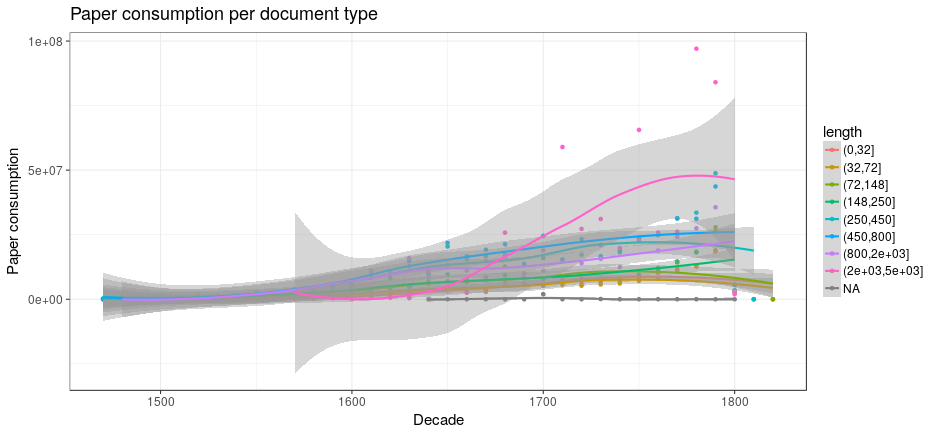 Paper consumption per document type
1e+08
5e+07
0e+00
Paper consumption
1500
1600
1700
1800
Decade
length
(0,32]
(32,72]
(72,148]
(148,250]
(250,450]
(450,800]
(800,2e+03]
(2e+03,5e+03]
NA